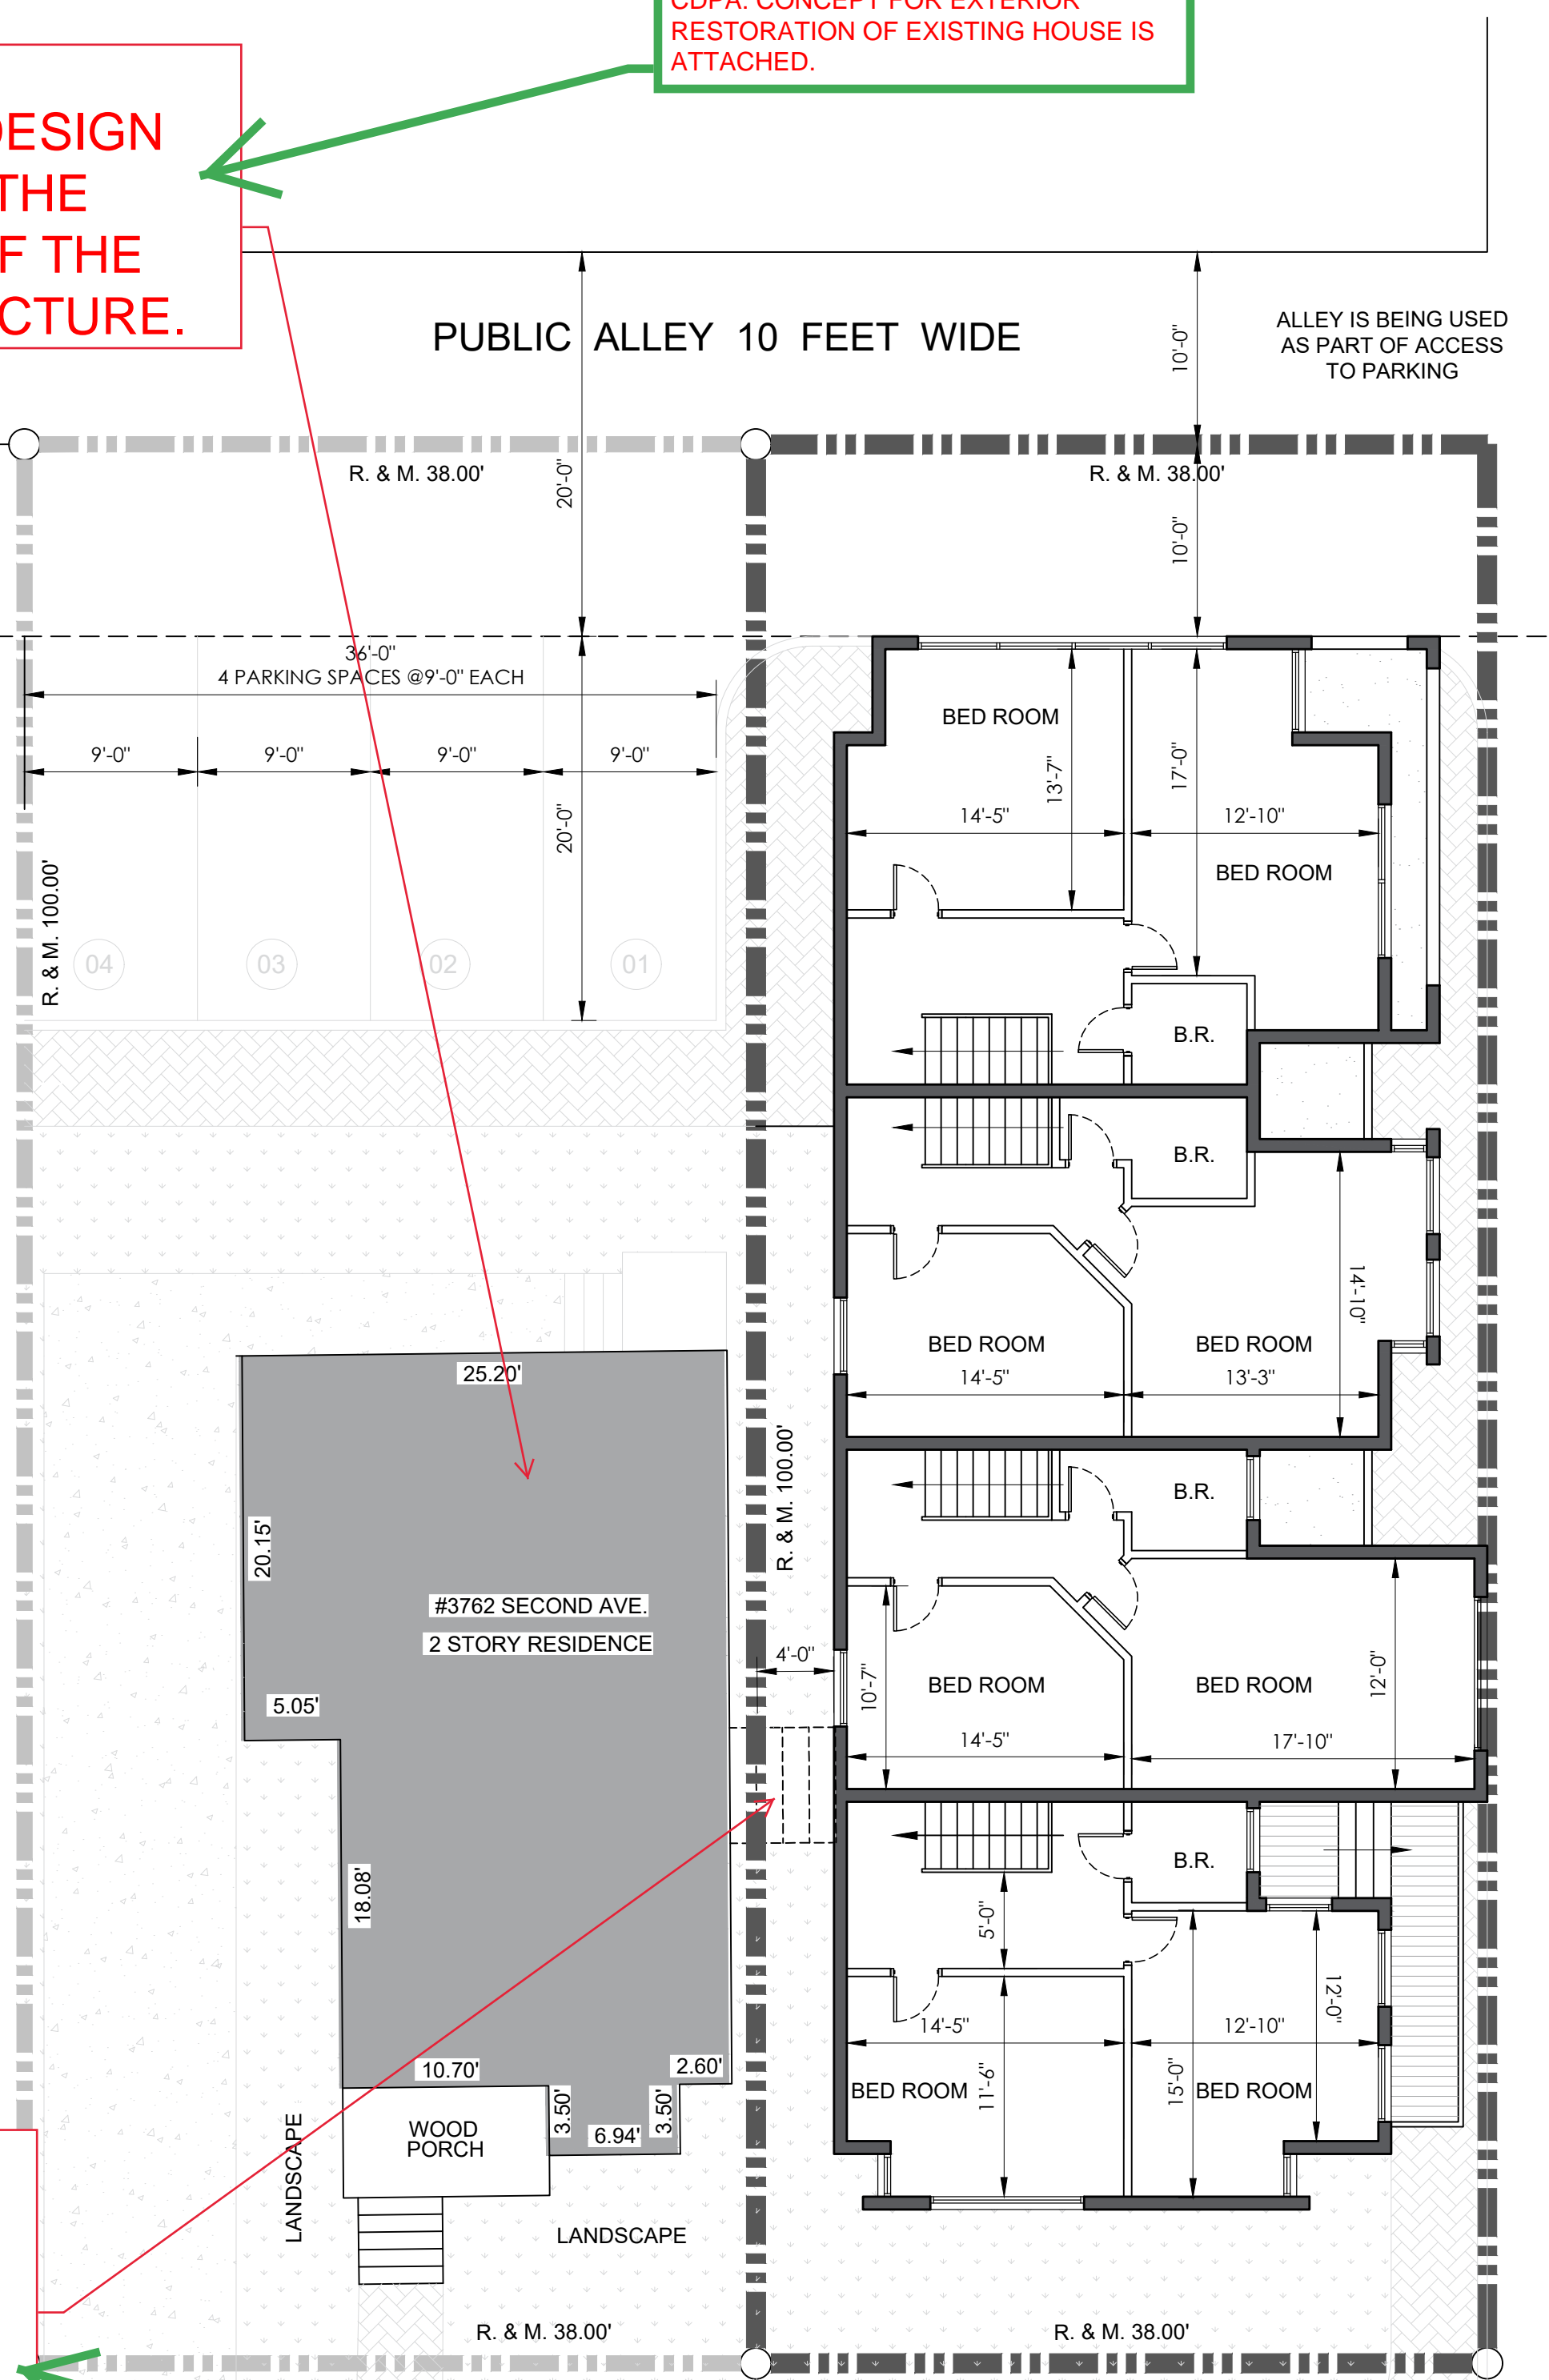 CDPA. CONCEPT FOR EXTERIOR
RESTORATION OF EXISTING HOUSE IS
ATTACHED.
DESIGN
THE
F THE
CTURE.
PUBLIC ALLEY 10 FEET WIDE
10'-0"
ALLEY IS BEING USED
AS PART OF ACCESS
TO PARKING
R. & M. 38.00'
20'-0"
R. & M. 38.00'
10'-0"
36'-0"
4 PARKING SPACES @9'-0" EACH
9'-0"
9'-0"
9'-0"
9'-0"
20'-0"
R. & M. 100.00'
04
03
02
01
BED ROOM
13'-7"
17'-0"
14'-5"
12'-10"
BED ROOM
B.R.
B.R.
14'-10"
BED ROOM
BED ROOM
14'-5"
13'-3"
25.20'
20.15'
R. & M. 100.00'
B.R.
#3762 SECOND AVE.
2 STORY RESIDENCE
4'-0"
10'-7"
BED ROOM
BED ROOM
12'-0"
5.05'
14'-5"
17'-10"
18.08'
B.R.
5'-0"
12'-0"
14'-5"
12'-10"
10.70'
2.60'
BED ROOM
11'-6"
15'-0"
BED ROOM
3.50'
3.50'
6.94'
WOOD
PORCH
LANDSCAPE
LANDSCAPE
R. & M. 38.00'
R. & M. 38.00'